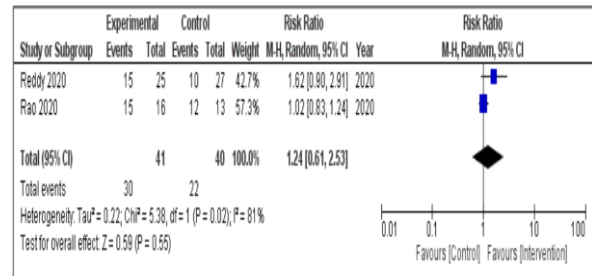 Experimental Control Risk Ratio Risk Ratio
Study or Subgroup Events Total Events Total Weight M-H, Random, 95% CI Year M-H, Random, 95% CI
Reddy 2020 15 25 10 27 42.7% 1.62 [0.90, 2.91] 2020
Rao 2020 15 16 12 13 57.3% 1.02 [0.83, 1.24] 2020
Total (95% CI) 41 40 100.0% 1.24 [0.61, 2.53]
Total events 30 22
Heterogeneity: Tau² = 0.22; Chi² = 5.38, df = 1 (P = 0.02); I² = 81%
Test for overall effect: Z = 0.59 (P = 0.55)
0.01 0.1 1 10 100
Favours [Control] Favours [Intervention]